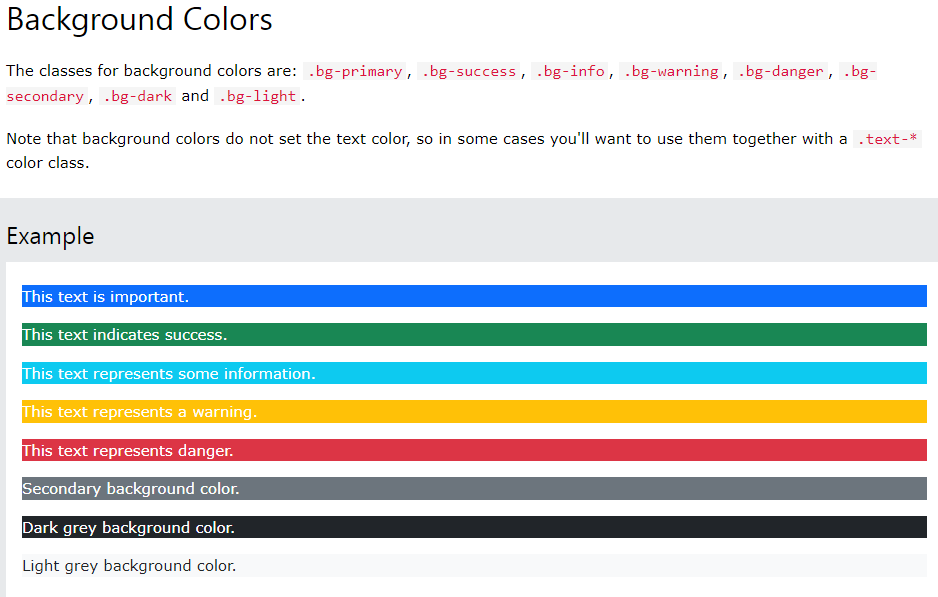 Background Colors
The classes for background colors are: .bg-primary, .bg-success, .bg-info, .bg-warning, .bg-danger, .bg-
secondary, .bg-dark and .bg-light.
Note that background colors do not set the text color, so in some cases you'll want to use them together with a .text-*
color class.
Example
This text is important.
This text indicates success.
This text represents some information.
This text represents a warning.
This text represents danger.
Secondary background color.
Dark grey background color.
Light grey background color.